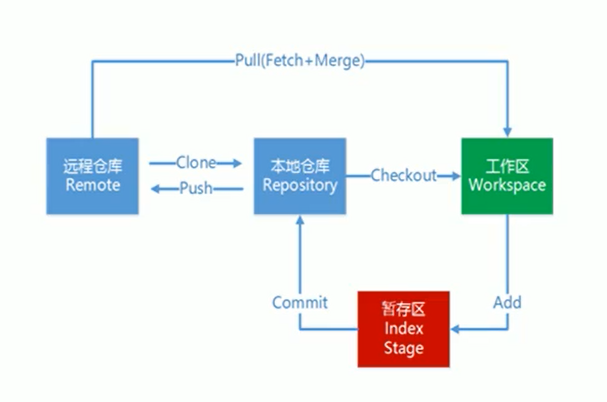 Pull(Fetch+Merge)
远程仓库
Remote
Clone
Push
本地仓库
Repository
Checkout
工作区
Workspace
Commit
暂存区
Index
Stage
Add